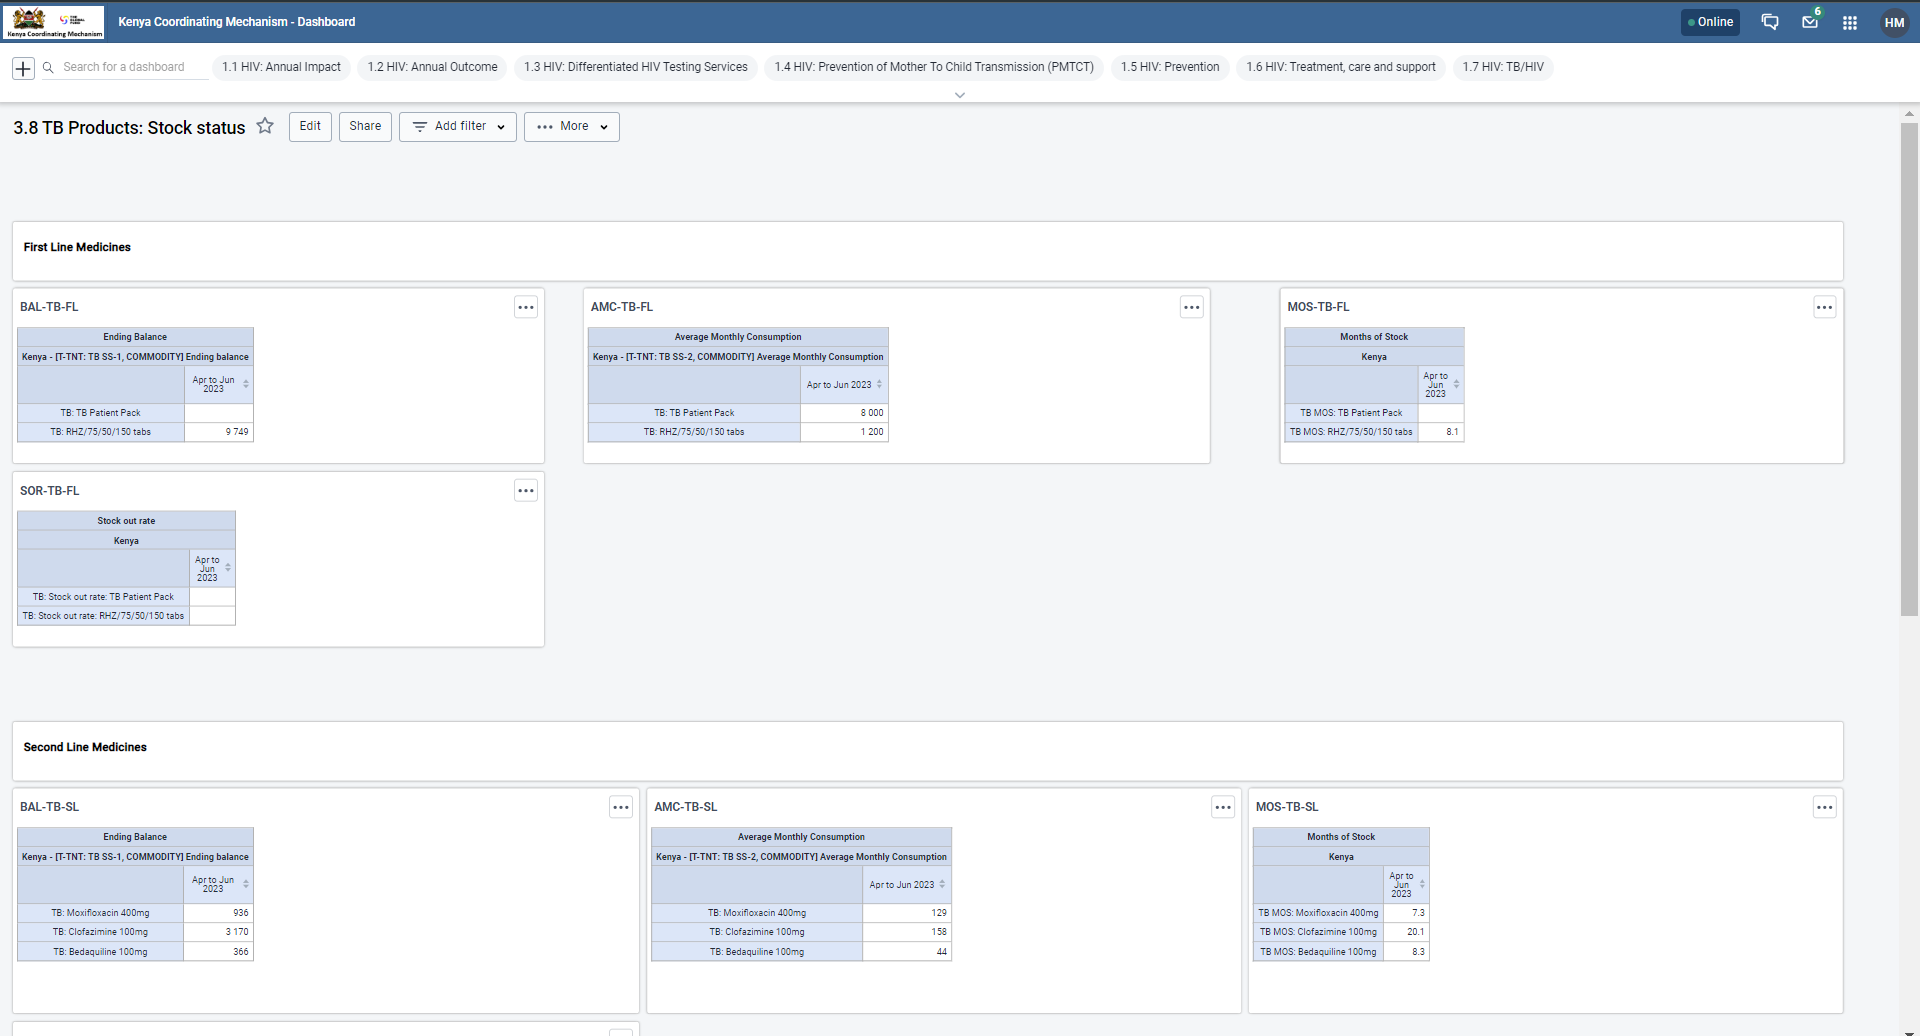 Kenya Coordinating Mechanism
Kenya Coordinating Mechanism - Dashboard
Online
6
HM
Search for a dashboard
1.1 HIV: Annual Impact
1.2 HIV: Annual Outcome
1.3 HIV: Differentiated HIV Testing Services
1.4 HIV: Prevention of Mother To Child Transmission (PMTCT)
1.5 HIV: Prevention
1.6 HIV: Treatment, care and support
1.7 HIV: TB/HIV
3.8 TB Products: Stock status
Edit
Share
Add filter
More
First Line Medicines
BAL-TB-FL
Ending Balance
Kenya - [T-TNT: TB SS-1, COMMODITY] Ending balance
Apr to Jun
2023
TB: TB Patient Pack
TB: RHZ/75/50/150 tabs 9 749
AMC-TB-FL
Average Monthly Consumption
Kenya - [T-TNT: TB SS-2, COMMODITY] Average Monthly Consumption
Apr to Jun 2023
TB: TB Patient Pack 8 000
TB: RHZ/75/50/150 tabs 1 200
MOS-TB-FL
Months of Stock
Kenya
Apr to
Jun
2023
TB MOS: TB Patient Pack
TB MOS: RHZ/75/50/150 tabs 8.1
SOR-TB-FL
Stock out rate
Kenya
Apr to
Jun
2023
TB: Stock out rate: TB Patient Pack
TB: Stock out rate: RHZ/75/50/150 tabs
Second Line Medicines
BAL-TB-SL
Ending Balance
Kenya - [T-TNT: TB SS-1, COMMODITY] Ending balance
Apr to Jun
2023
TB: Moxifloxacin 400mg 936
TB: Clofazimine 100mg 3 170
TB: Bedaquiline 100mg 366
AMC-TB-SL
Average Monthly Consumption
Kenya - [T-TNT: TB SS-2, COMMODITY] Average Monthly Consumption
Apr to Jun 2023
TB: Moxifloxacin 400mg 129
TB: Clofazimine 100mg 158
TB: Bedaquiline 100mg 44
MOS-TB-SL
Months of Stock
Kenya
Apr to
Jun
2023
TB MOS: Moxifloxacin 400mg 7.3
TB MOS: Clofazimine 100mg 20.1
TB MOS: Bedaquiline 100mg 8.3